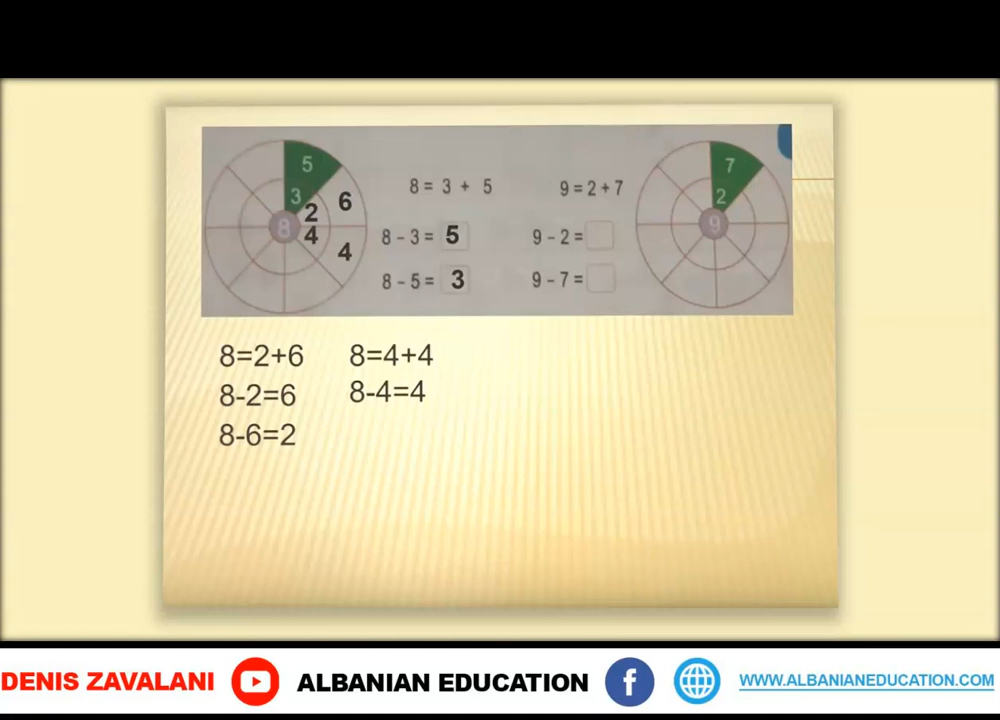 5
3
8
2
6
4
4
8 = 3 + 5
8 - 3 = 5
8 - 5 = 3
9 = 2 + 7
9 - 2 =
9 - 7 =
7
2
9
8=2+6
8-2=6
8-6=2
8=4+4
8-4=4
DENIS ZAVALANI ALBANIAN EDUCATION f WWW.ALBANIANEDUCATION.COM